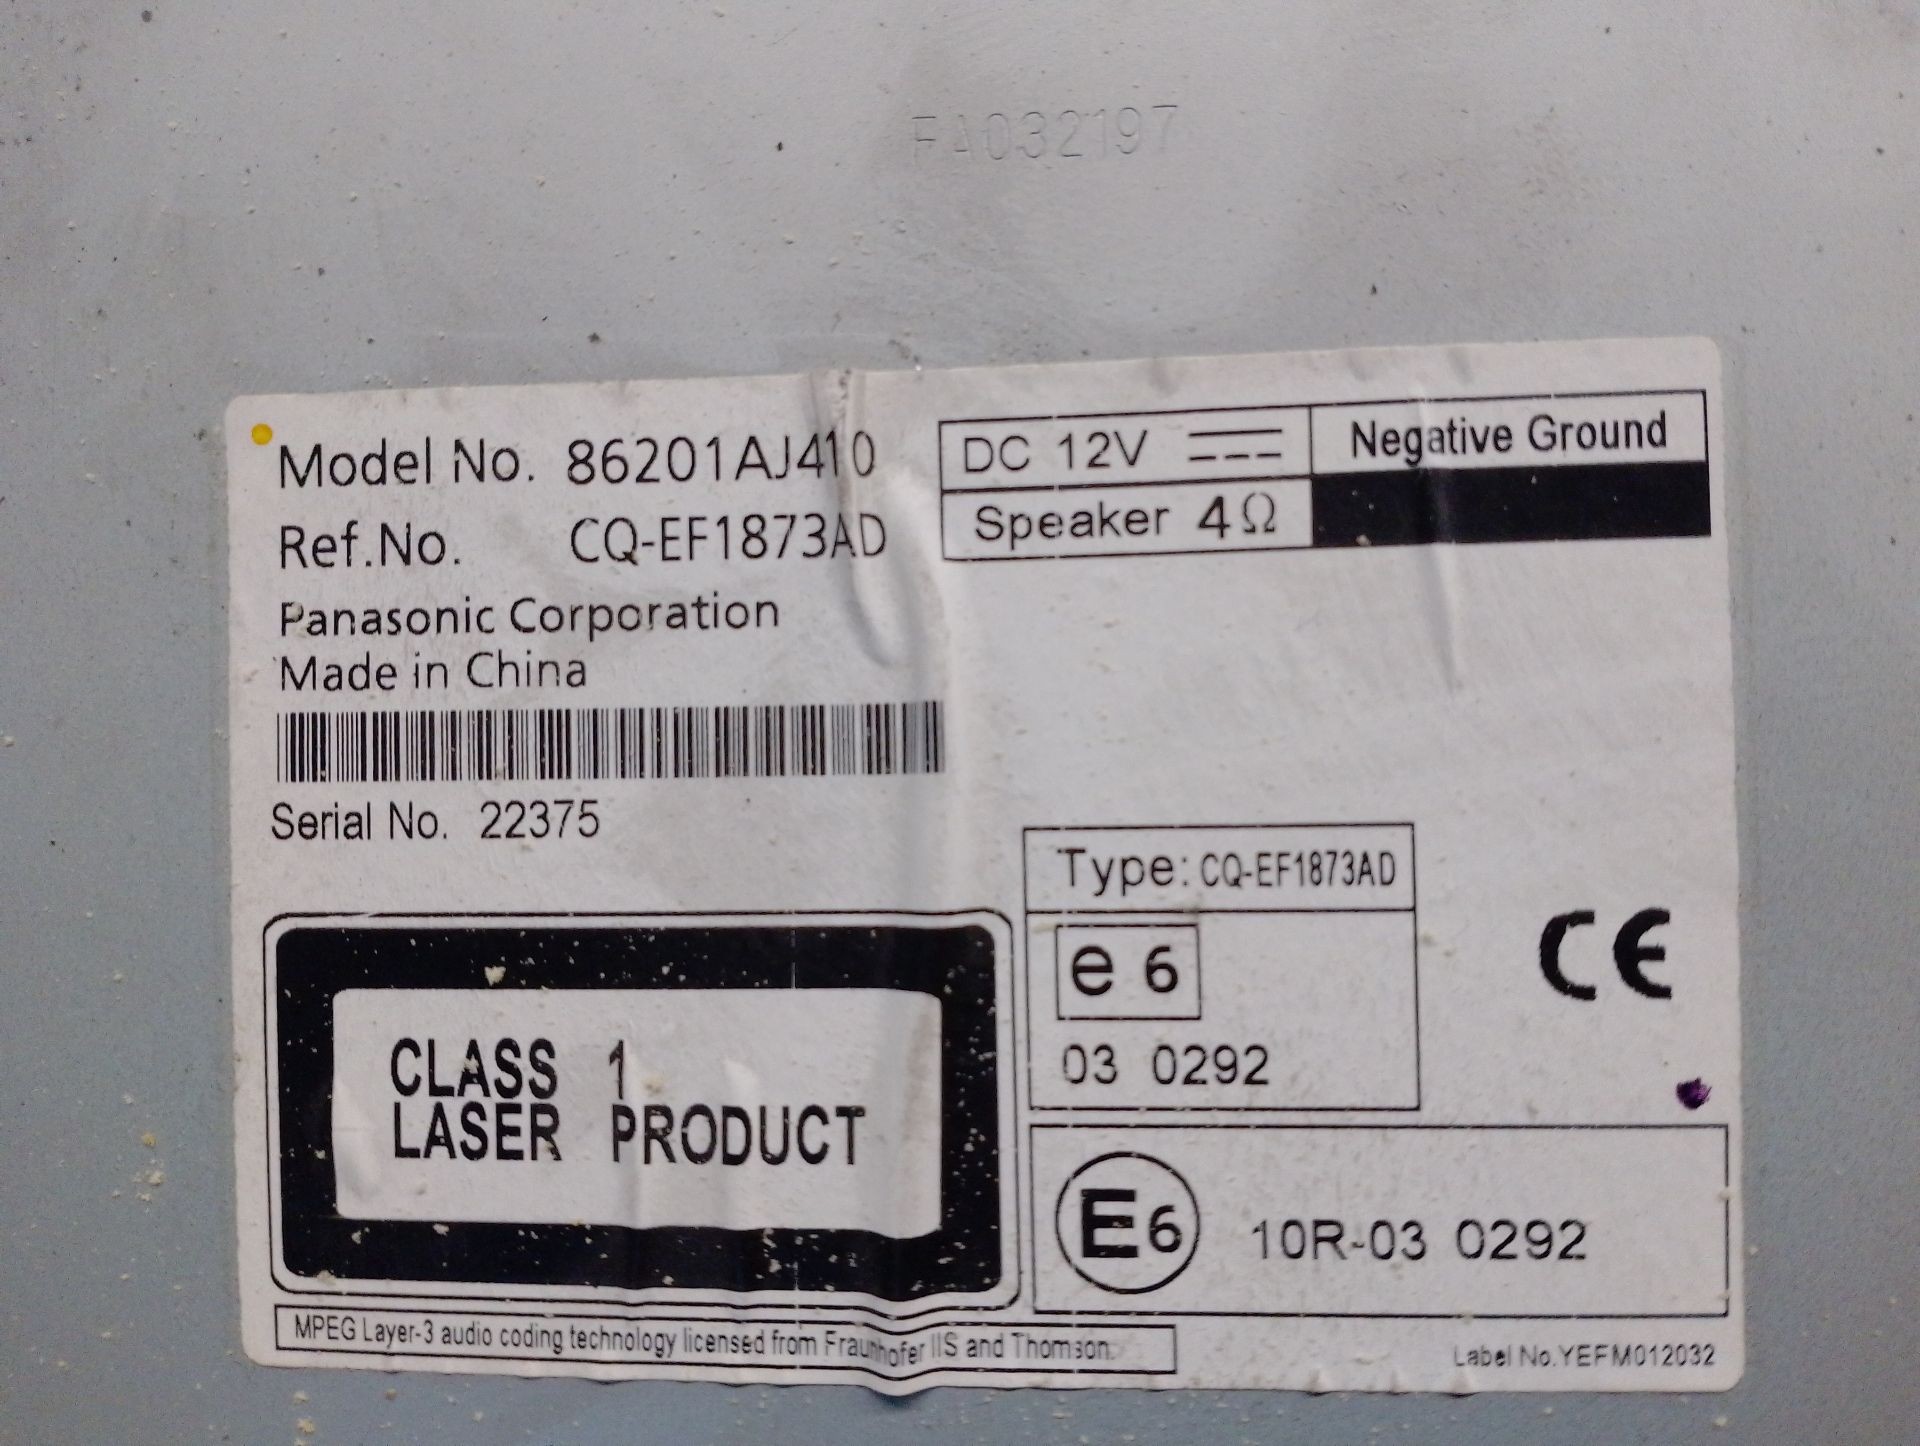 FA032197
Model No. 86201AJ410
Ref.No. CQ-EF1873AD
Panasonic Corporation
Made in China
Serial No. 22375
DC 12V Negative Ground
Speaker 4Ω
Type: CQ-EF1873AD
e 6
03 0292
CE
CLASS 1
LASER PRODUCT
E6 10R-03 0292
MPEG Layer-3 audio coding technology licensed from Fraunhofer IIS and Thomson.
Label No.YEFM012032